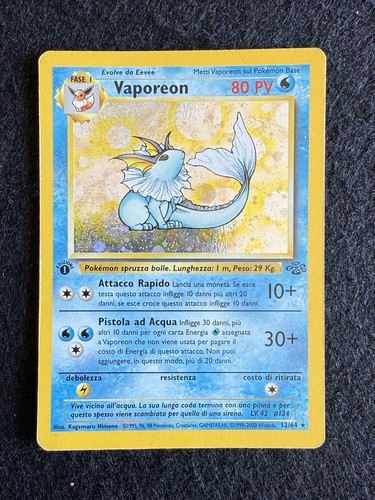 Evolve da Eevee Metti Vaporeon sul Pokémon Base
FASE 1
Vaporeon 80 PV
EDIZIONE
1
Pokémon spruzza bolle. Lunghezza: 1 m, Peso: 29 Kg.
Attacco Rapido Lancia una moneta. Se esce
testa questo attacco infligge 10 danni più altri 20
danni, se esce croce questo attacco infligge 10 danni.
10+
Pistola ad Acqua Infligge 30 danni, più
altri 10 danni per ogni carta Energia assegnata
a Vaporeon che non viene usata per pagare il
costo di Energia di questo attacco. Non puoi
aggiungere, in questo modo, più di 20 danni.
30+
debolezza resistenza costo di ritirata
Vive vicino all'acqua. La sua lunga coda termina con una pinna e per
questo spesso viene scambiata per quella di una sirena. LV. 42 #134
Illus. Kagemaru Himeno ©1995, 96, 98 Nintendo, Creatures, GAMEFREAK. ©1999-2000 Wizards. 12/64 ★